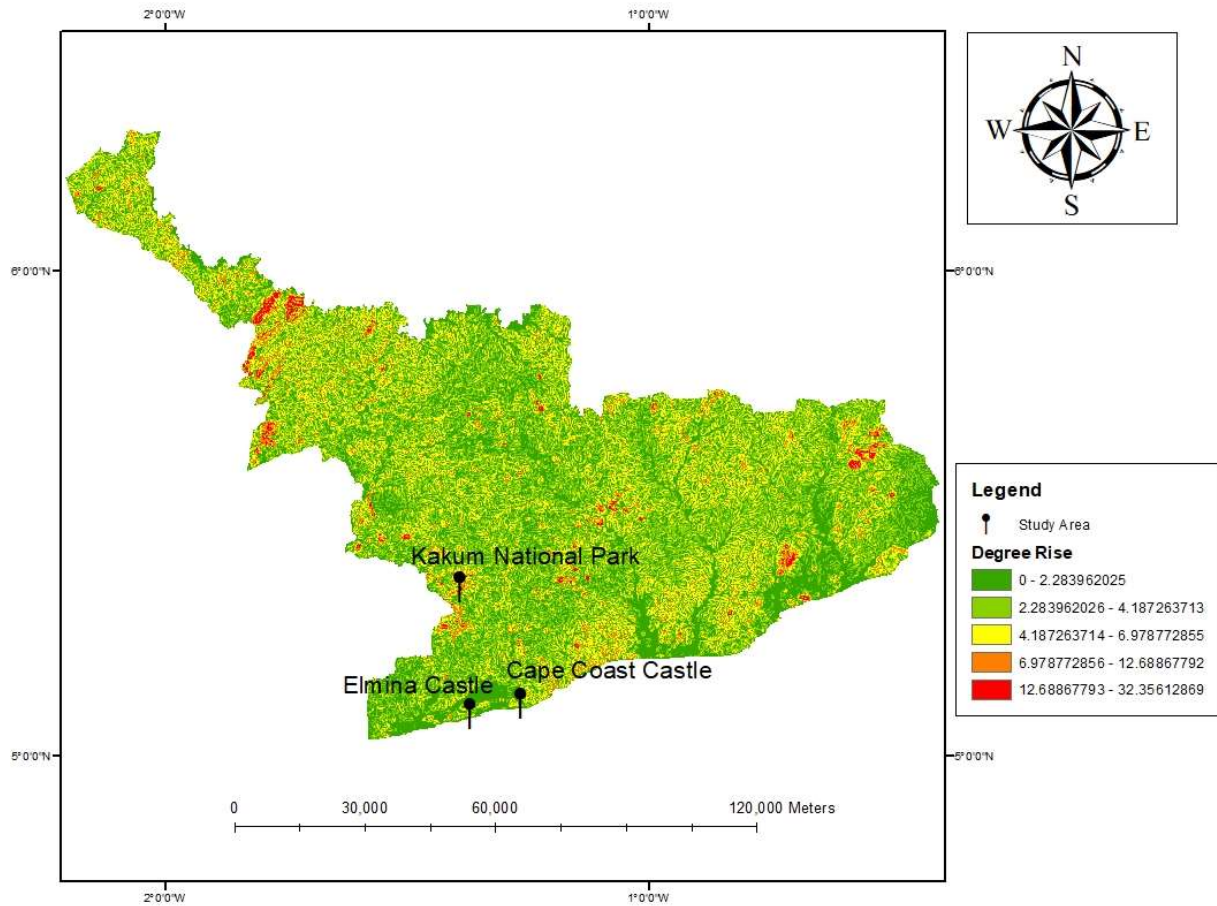 2°0'0"W 1°0'0"W
N
W E
S
6°0'0"N 6°0'0"N
Legend
Study Area
Degree Rise
0 - 2.283962025
2.283962026 - 4.187263713
4.187263714 - 6.978772855
6.978772856 - 12.68867792
12.68867793 - 32.35612869
Kakum National Park
Cape Coast Castle
Elmina Castle
5°0'0"N 5°0'0"N
0 30,000 60,000 120,000 Meters
2°0'0"W 1°0'0"W